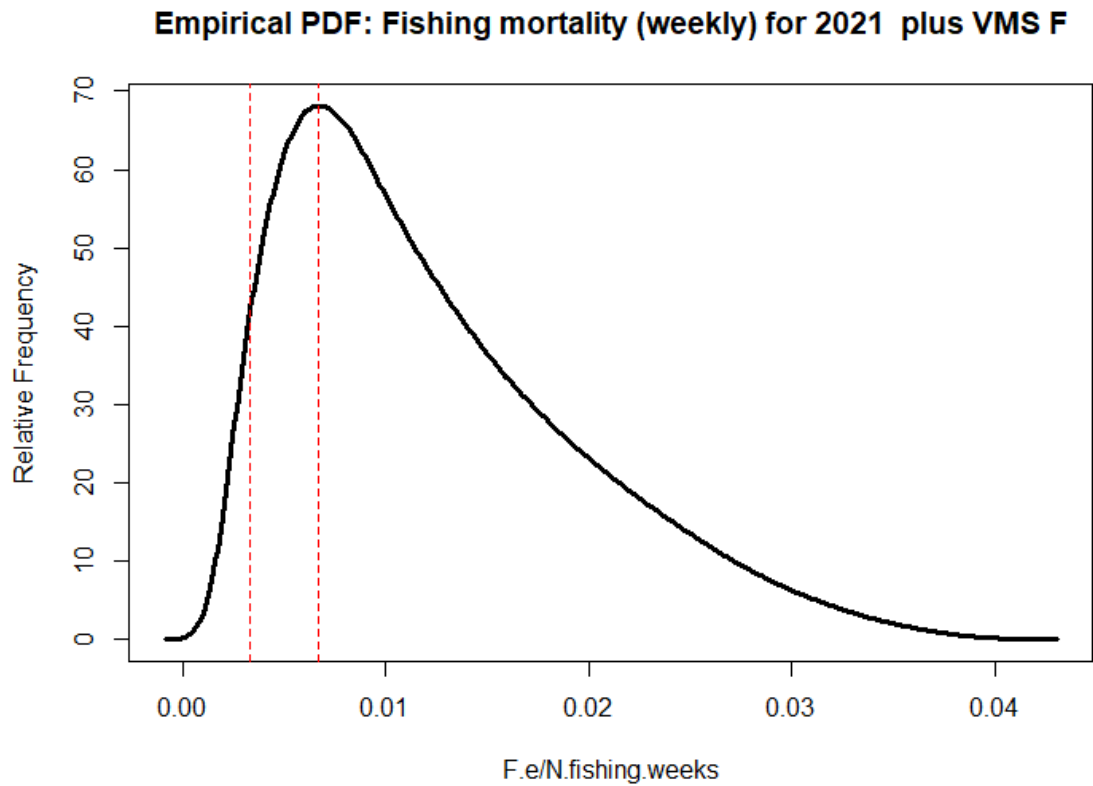 Empirical PDF: Fishing mortality (weekly) for 2021  plus VMS F
70
60
50
40
30
20
10
0
Relative Frequency
0.00 0.01 0.02 0.03 0.04
F.e/N.fishing.weeks